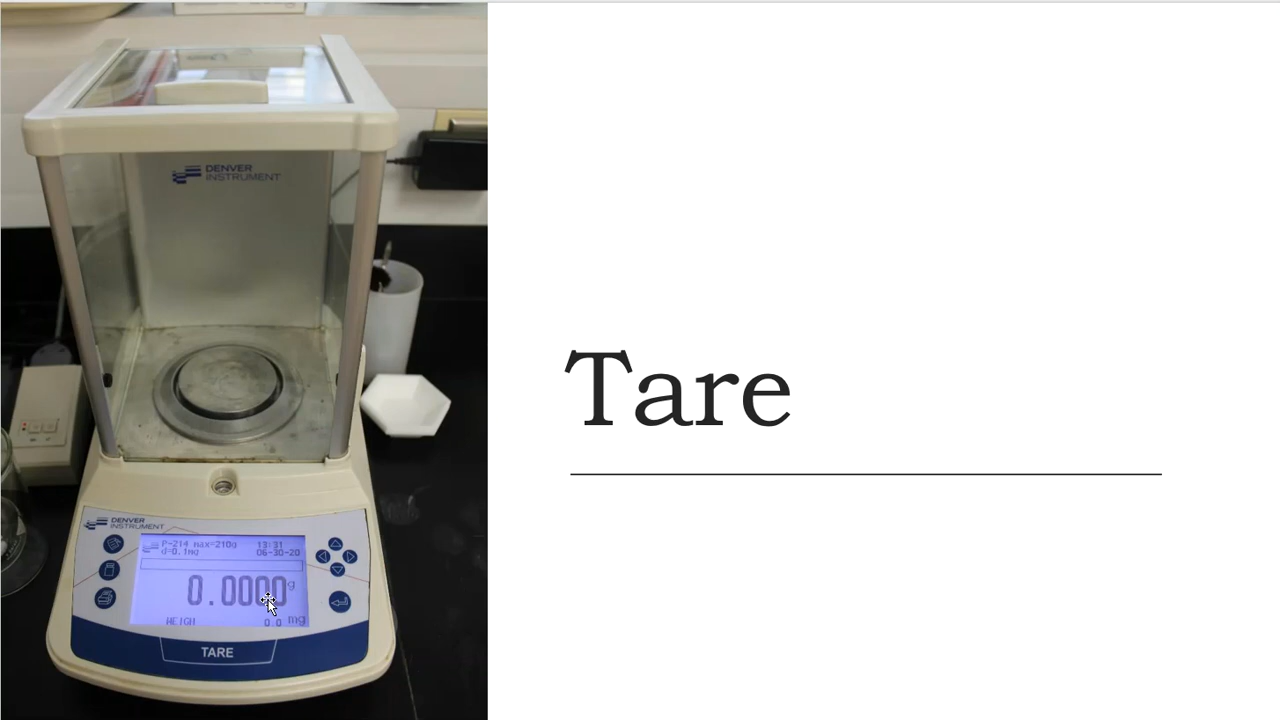 DENVER
INSTRUMENT
Tare
DENVER
INSTRUMENT
P-214 max=210g 13:31
d=0.1mg 06-30-20
0.0000 g
WEIGH 0.0 mg
TARE